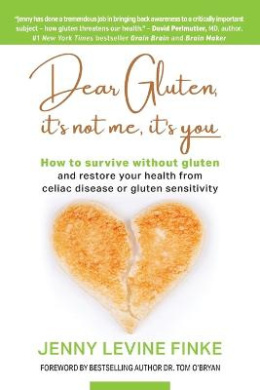 "Jenny has done a tremendous job in bringing back awareness to a critically important
subject – how gluten threatens our health." – David Perlmutter, MD, author,
#1 New York Times bestseller Grain Brain and Brain Maker
Dear Gluten,
it's not me, it's you
How to survive without gluten
and restore your health from
celiac disease or gluten sensitivity
JENNY LEVINE FINKE
FOREWORD BY BESTSELLING AUTHOR DR. TOM O'BRYAN